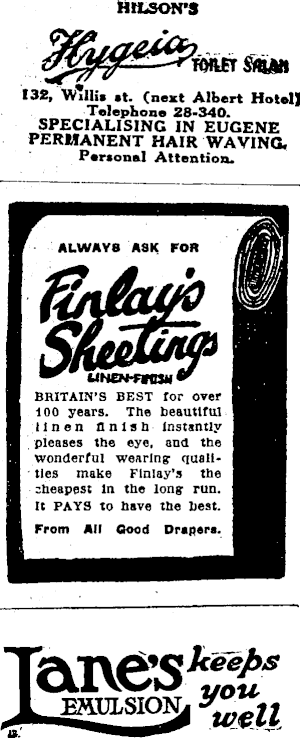 HILSON'S
Hygeia
TOILET SALON
132, Willis st. (next Albert Hotel)
Telephone 28-340.
SPECIALISING IN EUGENE
PERMANENT HAIR WAVING.
Personal Attention.
ALWAYS ASK FOR
Finlay's
Sheetings
LINEN-FINISH
BRITAIN'S BEST for over
100 years. The beautiful
linen finish instantly
pleases the eye, and the
wonderful wearing quali-
ties make Finlay's the
cheapest in the long run.
It PAYS to have the best.
From All Good Drapers.
Lane's
EMULSION
keeps
you
well